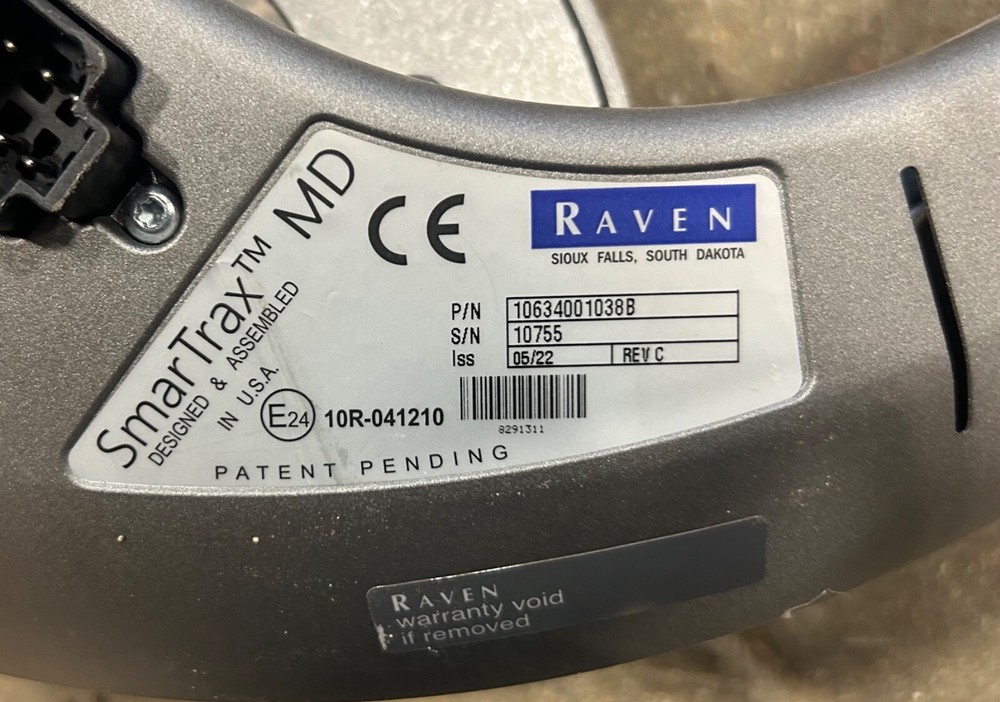 SmarTrax™ MD
DESIGNED & ASSEMBLED
IN U.S.A.
CE
RAVEN
SIOUX FALLS, SOUTH DAKOTA
P/N 10634001038B
S/N 10755
Iss 05/22 REV C
E24 10R-041210
8291311
PATENT PENDING
RAVEN
warranty void
if removed